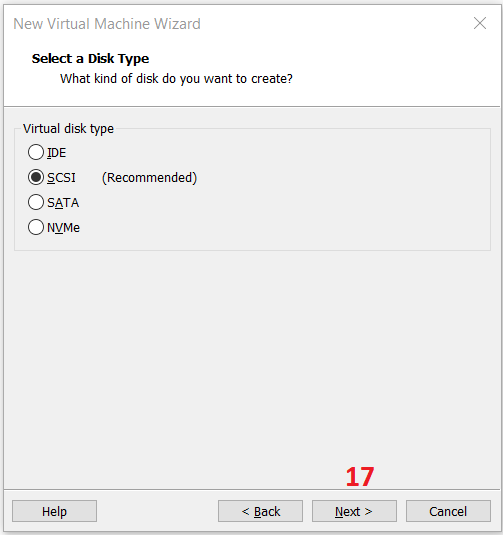 New Virtual Machine Wizard
Select a Disk Type
What kind of disk do you want to create?
Virtual disk type
IDE
SCSI (Recommended)
SATA
NVMe
17
Help < Back Next > Cancel